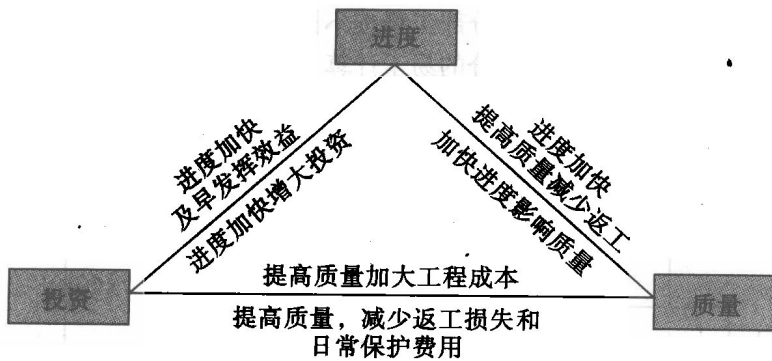 进度
进度加快
及早发挥效益
进度加快增大投资
进度加快
提高质量减少返工
加快进度影响质量
投资
提高质量加大工程成本
质量
提高质量，减少返工损失和
日常保护费用